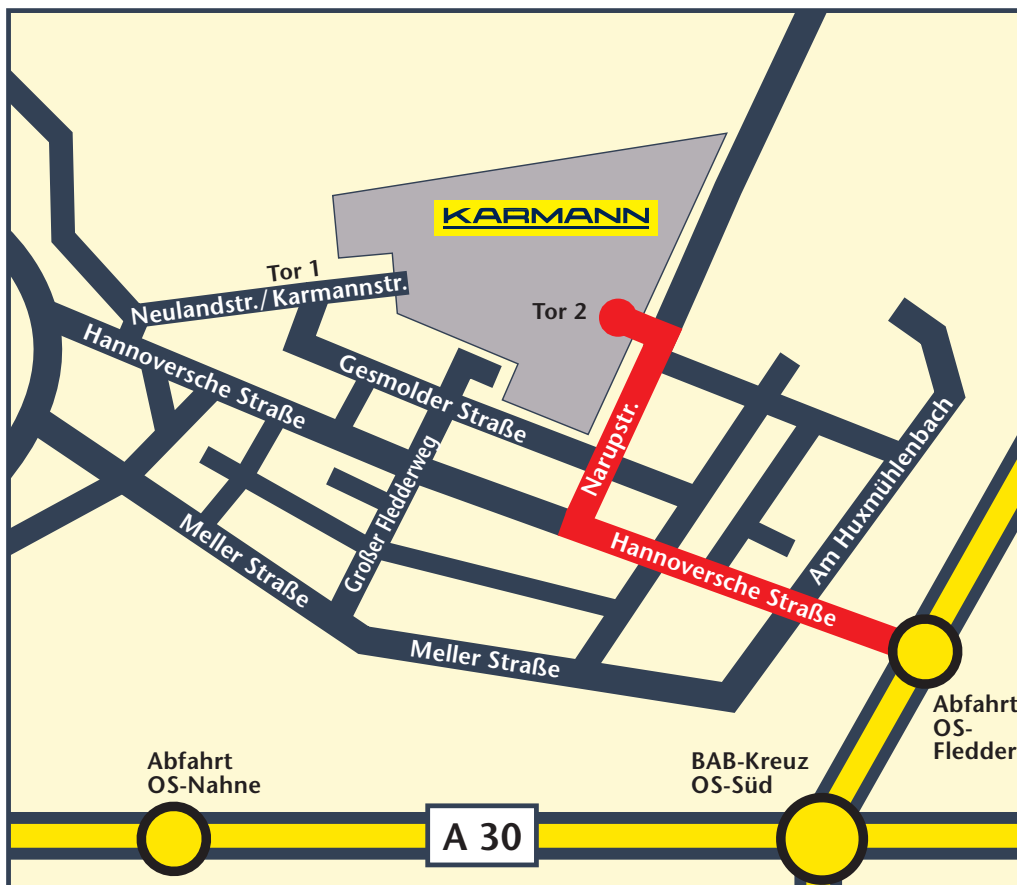 KARMANN
Tor 1
Neulandstr./Karmannstr.
Tor 2
Hannoversche Straße
Gesmolder Straße
Narupstr.
Großer Fledderweg
Am Huxmühlenbach
Meller Straße
Hannoversche Straße
Meller Straße
Abfahrt
OS-
Fledder
Abfahrt
OS-Nahne
BAB-Kreuz
OS-Süd
A 30